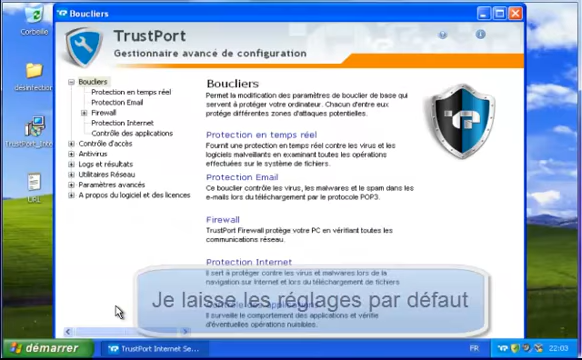 Boucliers
Corbeille
TrustPort
Gestionnaire avancé de configuration
Boucliers
Protection en temps réel
Protection Email
Firewall
Protection Internet
Contrôle des applications
Contrôle d'accès
Antivirus
Logs et résultats
Utilitaires Réseau
Paramètres avancés
A propos du logiciel et des licences
Boucliers
Permet la modification des paramètres de bouclier de base qui
servent à protéger votre ordinateur. Chacun d'entre eux
protège différentes zones d'attaques potentielles.
Protection en temps réel
Fournit une protection en temps réel contre les virus et les
logiciels malveillants en examinant toutes les opérations
effectuées sur le système de fichiers.
Protection Email
Ce bouclier contrôle les virus, les malwares et le spam dans les
e-mails lors du téléchargement par le protocole POP3.
Firewall
TrustPort Firewall protège votre PC en vérifiant toutes les
communications réseau.
Protection Internet
Il sert à protéger contre les virus et malwares lors de la
navigation sur Internet et lors du téléchargement de fichiers
Je laisse les réglages par défaut
Il surveille le comportement des applications et vérifie
d'éventuelles opérations nuisibles.
démarrer
TrustPort Internet Se...
FR
22:03